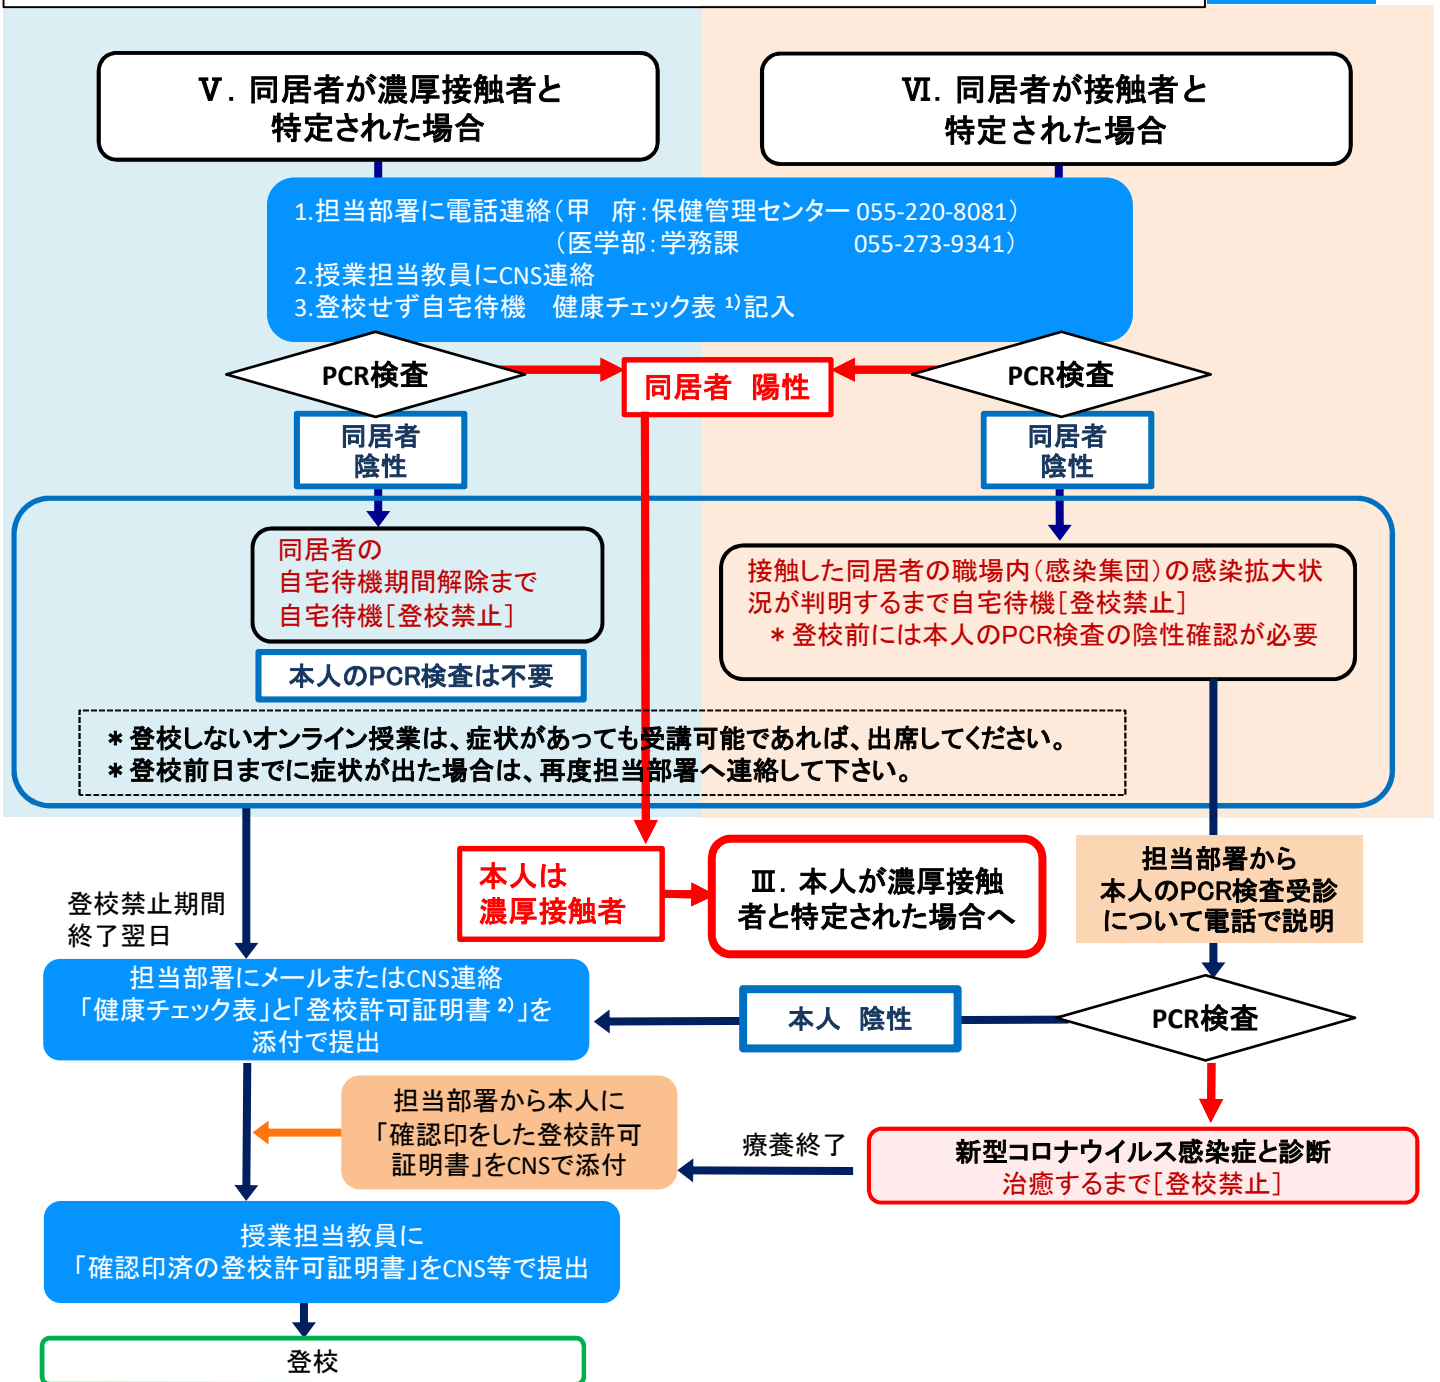 Ⅴ．同居者が濃厚接触者と
特定された場合
Ⅵ．同居者が接触者と
特定された場合
1.担当部署に電話連絡（甲　府：保健管理センター 055-220-8081）
（医学部：学務課　055-273-9341）
2.授業担当教員にCNS連絡
3.登校せず自宅待機　健康チェック表 1）記入
PCR検査
同居者　陽性
PCR検査
同居者
陰性
同居者
陰性
同居者の
自宅待機期間解除まで
自宅待機［登校禁止］
接触した同居者の職場内（感染集団）の感染拡大状
況が判明するまで自宅待機［登校禁止］
＊登校前には本人のPCR検査の陰性確認が必要
本人のPCR検査は不要
＊登校しないオンライン授業は、症状があっても受講可能であれば、出席してください。
＊登校前日までに症状が出た場合は、再度担当部署へ連絡して下さい。
本人は
濃厚接触者
Ⅲ．本人が濃厚接触
者と特定された場合へ
担当部署から
本人のPCR検査受診
について電話で説明
登校禁止期間
終了翌日
担当部署にメールまたはCNS連絡
「健康チェック表」と「登校許可証明書 2）」を
添付で提出
本人　陰性
PCR検査
担当部署から本人に
「確認印をした登校許可
証明書」をCNSで添付
療養終了
新型コロナウイルス感染症と診断
治癒するまで［登校禁止］
授業担当教員に
「確認印済の登校許可証明書」をCNS等で提出
登校